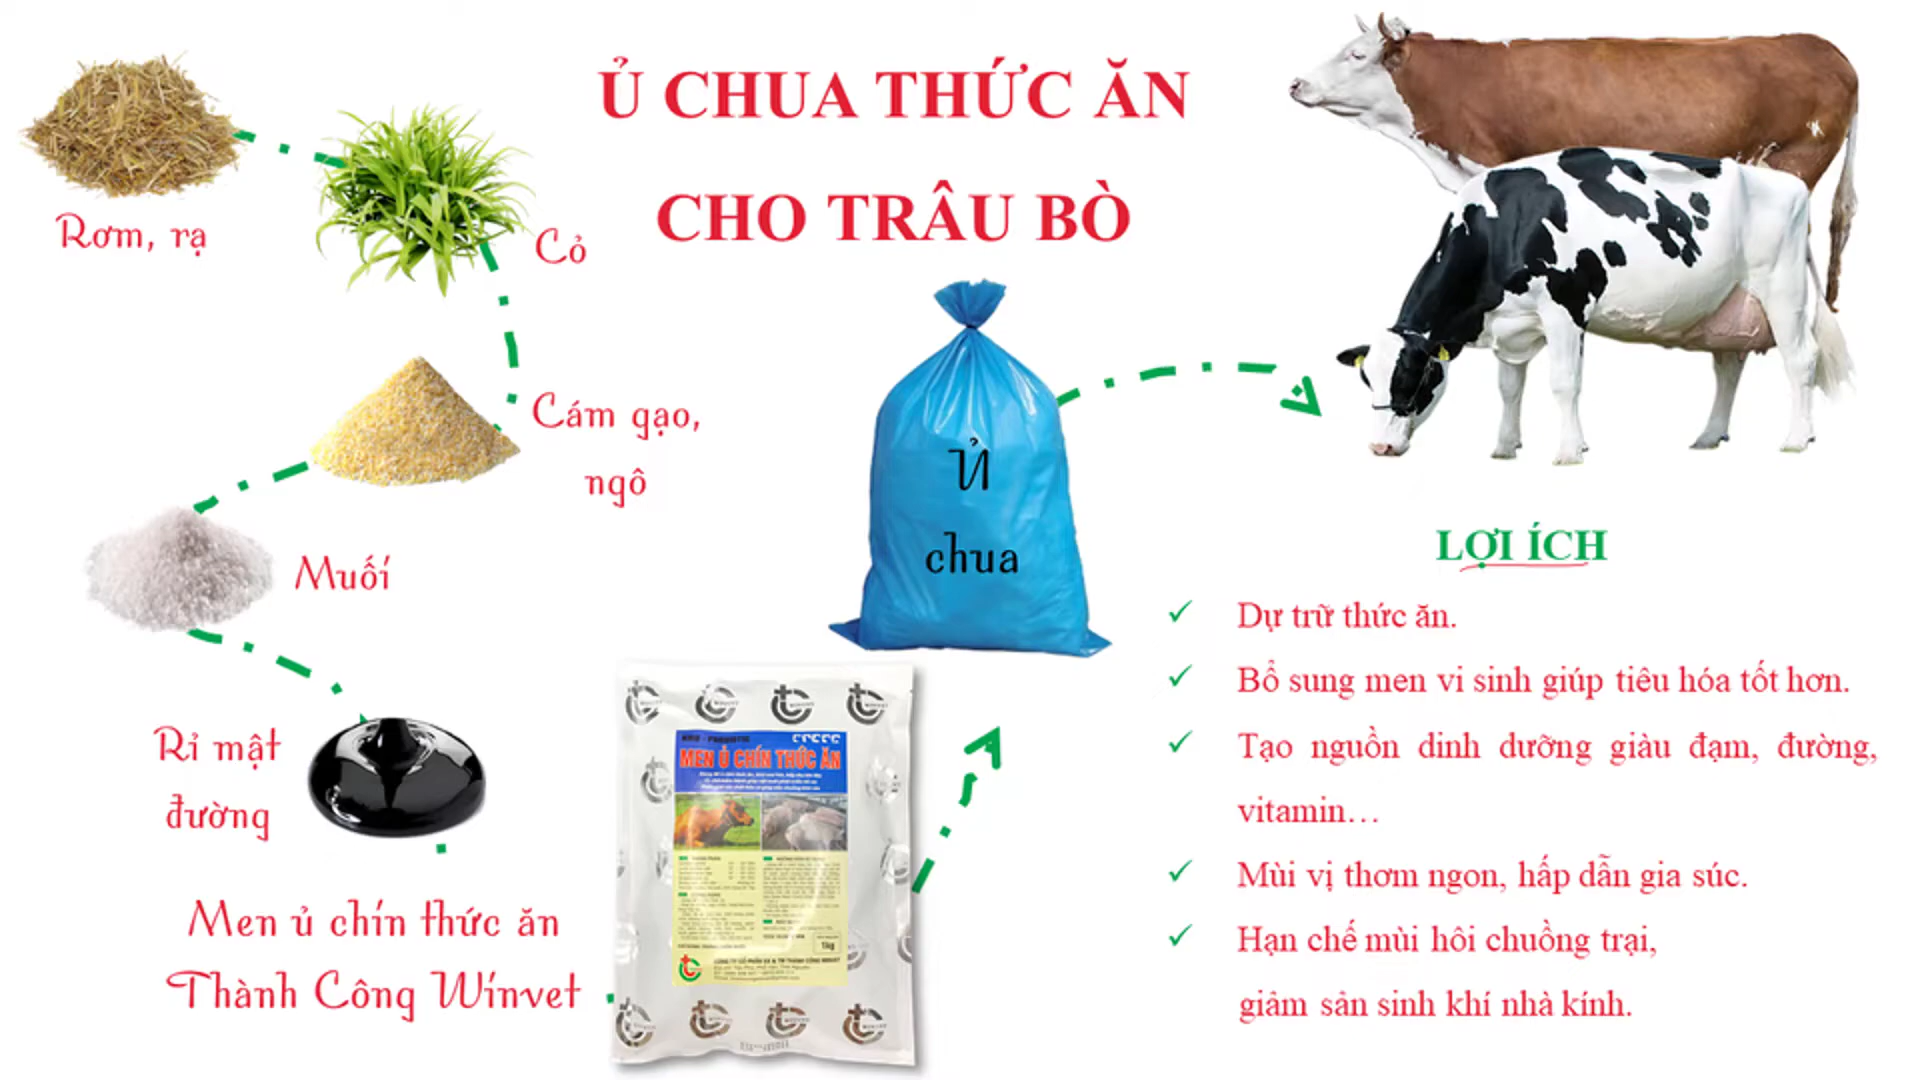 Ủ CHUA THỨC ĂN
CHO TRÂU BÒ
Rơm, rạ
Cỏ
Cám gạo,
ngô
Muối
Rỉ mật
đường
Men ủ chín thức ăn
Thành Công Winvet
Ủ
chua
MEN Ủ CHÍN THỨC ĂN
1kg
LỢI ÍCH
Dự trữ thức ăn.
Bổ sung men vi sinh giúp tiêu hóa tốt hơn.
Tạo nguồn dinh dưỡng giàu đạm, đường,
vitamin…
Mùi vị thơm ngon, hấp dẫn gia súc.
Hạn chế mùi hôi chuồng trại,
giảm sản sinh khí nhà kính.